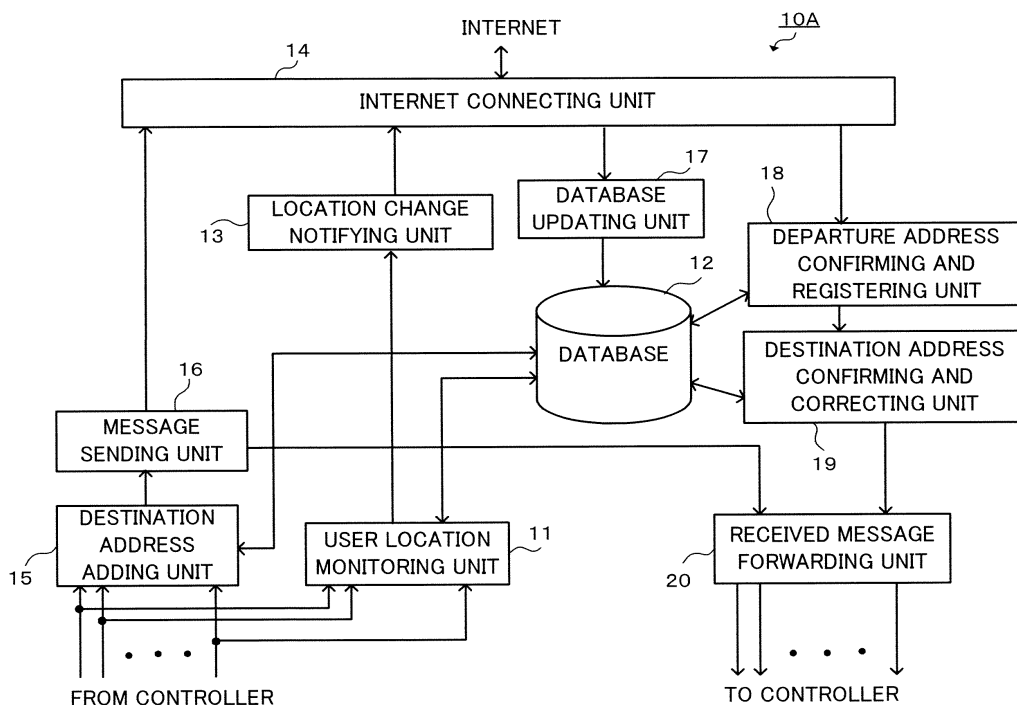 INTERNET
10A
14
INTERNET CONNECTING UNIT
17
18
LOCATION CHANGE
NOTIFYING UNIT
13
DATABASE
UPDATING UNIT
DEPARTURE ADDRESS
CONFIRMING AND
REGISTERING UNIT
12
DATABASE
DESTINATION ADDRESS
CONFIRMING AND
CORRECTING UNIT
19
16
MESSAGE
SENDING UNIT
DESTINATION
ADDRESS
ADDING UNIT
15
USER LOCATION
MONITORING UNIT
11
RECEIVED MESSAGE
FORWARDING UNIT
20
FROM CONTROLLER
TO CONTROLLER